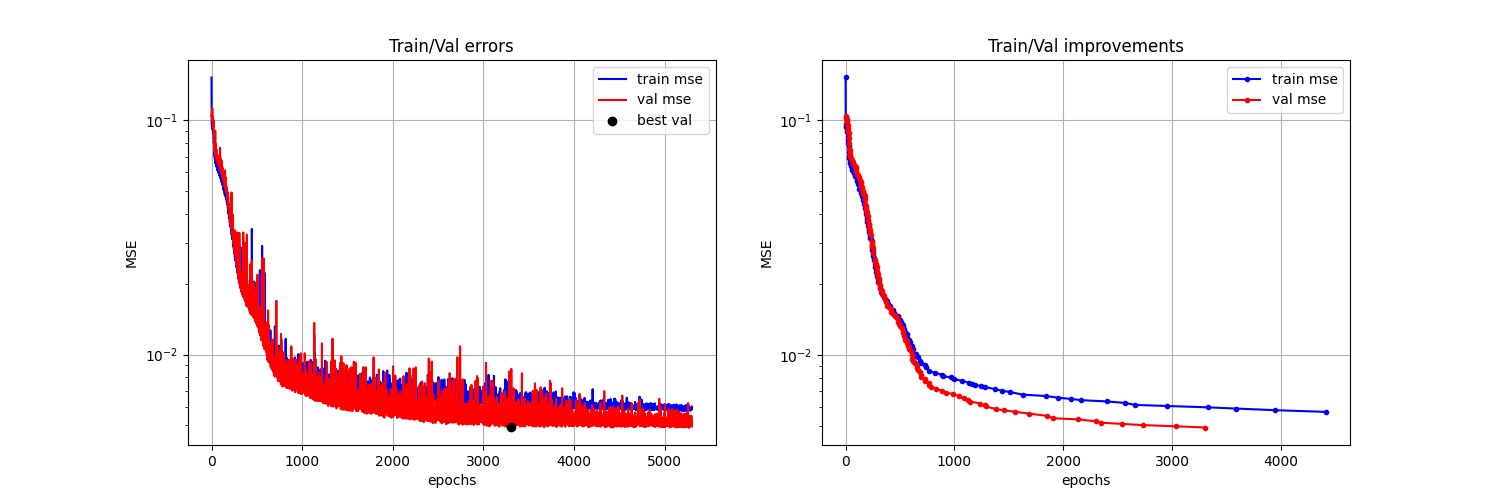 Train/Val errors
train mse
val mse
best val
10⁻¹
10⁻²
MSE
0
1000
2000
3000
4000
5000
epochs
Train/Val improvements
train mse
val mse
10⁻¹
10⁻²
MSE
0
1000
2000
3000
4000
epochs